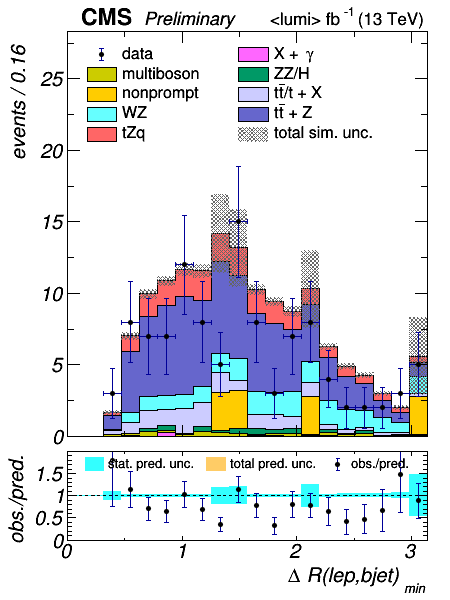 CMS Preliminary <lumi> fb⁻¹ (13 TeV)
events / 0.16
data
multiboson
nonprompt
WZ
tZq
X + γ
ZZ/H
tt̄/t + X
tt̄ + Z
total sim. unc.
25
20
15
10
5
0
obs./pred.
stat. pred. unc. total pred. unc. obs./pred.
1.5
1
0.5
0
0 1 2 3
Δ R(lep,bjet)min